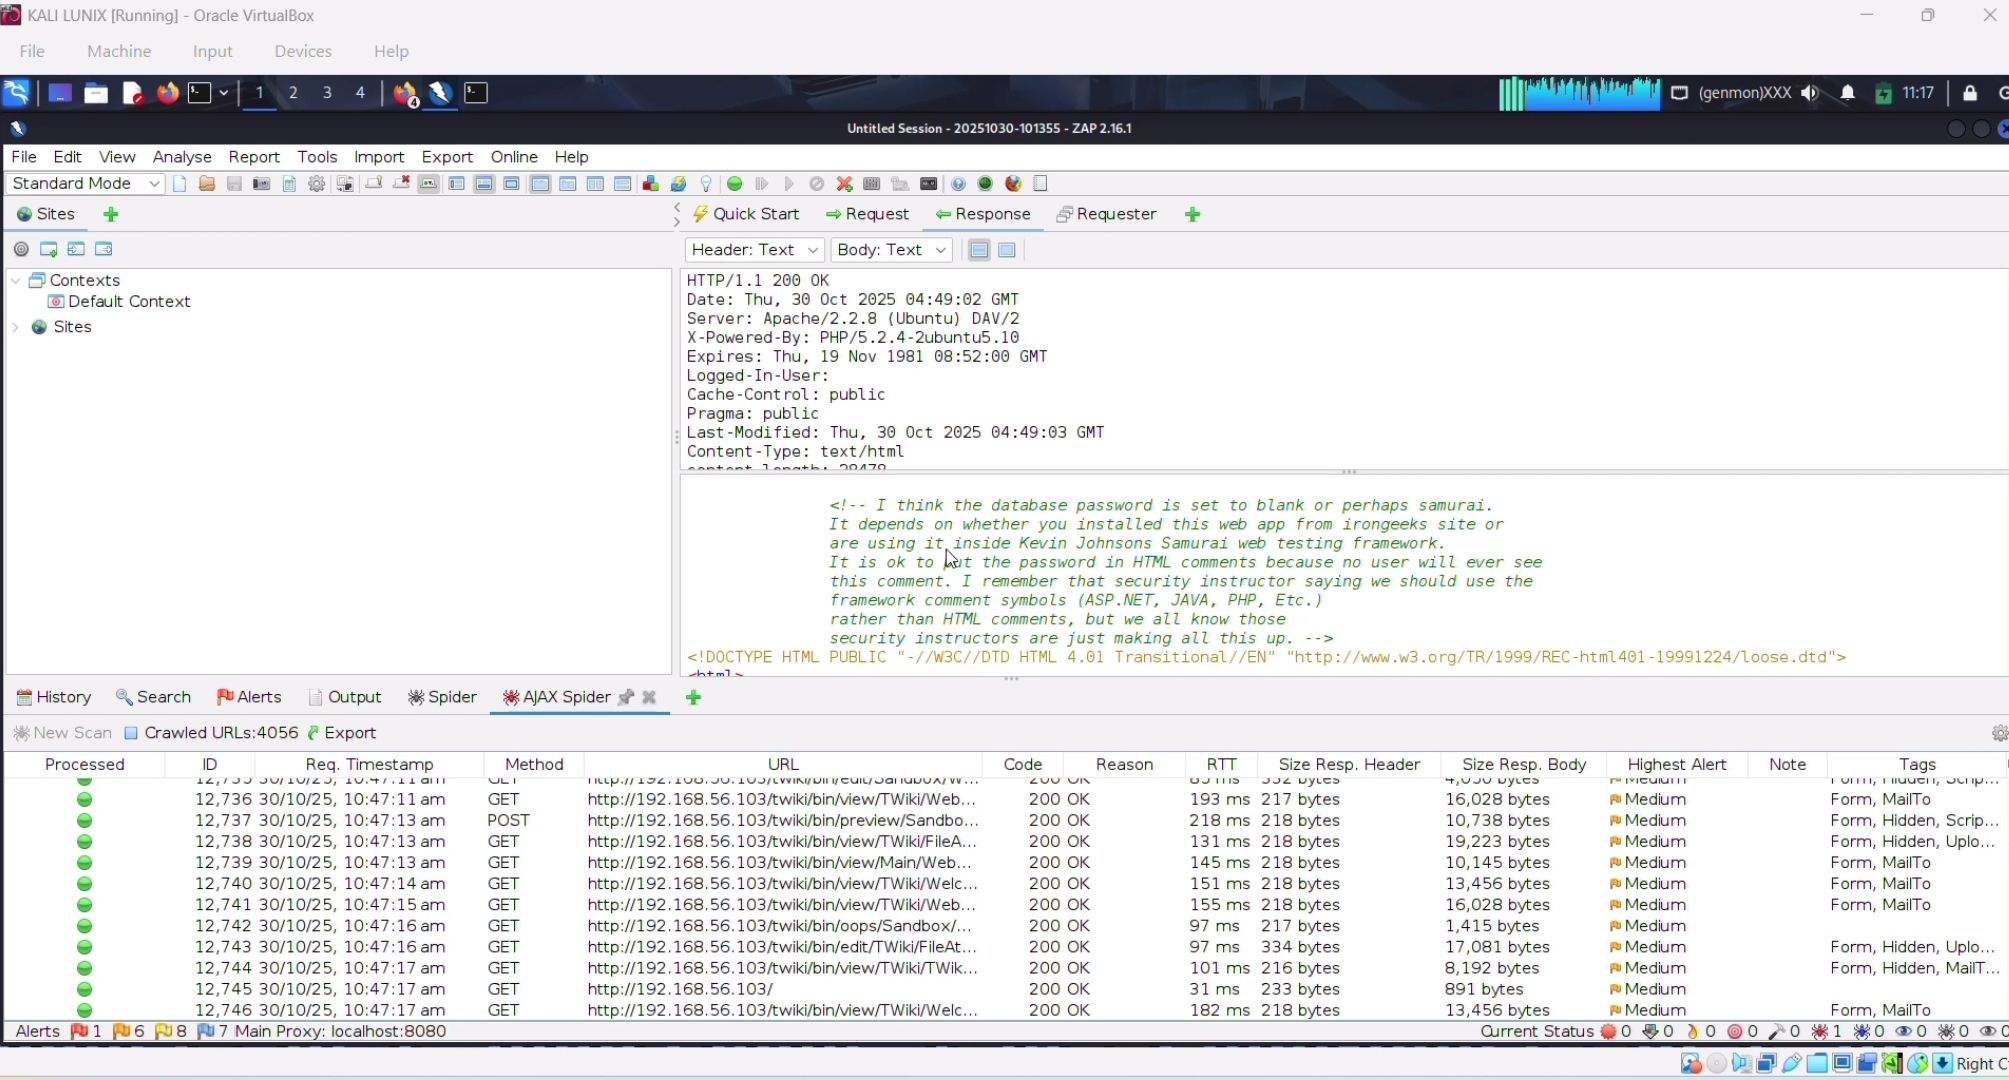 KALI LUNIX [Running] - Oracle VirtualBox
File Machine Input Devices Help
1 2 3 4 4 (genmon)XXX 11:17
Untitled Session - 20251030-101355 - ZAP 2.16.1
File Edit View Analyse Report Tools Import Export Online Help
Standard Mode
Sites Quick Start Request Response Requester
Header: Text Body: Text
Contexts
Default Context
Sites
HTTP/1.1 200 OK
Date: Thu, 30 Oct 2025 04:49:02 GMT
Server: Apache/2.2.8 (Ubuntu) DAV/2
X-Powered-By: PHP/5.2.4-2ubuntu5.10
Expires: Thu, 19 Nov 1981 08:52:00 GMT
Logged-In-User:
Cache-Control: public
Pragma: public
Last-Modified: Thu, 30 Oct 2025 04:49:03 GMT
Content-Type: text/html
content-length: 28478
<!-- I think the database password is set to blank or perhaps samurai.
It depends on whether you installed this web app from irongeeks site or
are using it inside Kevin Johnsons Samurai web testing framework.
It is ok to put the password in HTML comments because no user will ever see
this comment. I remember that security instructor saying we should use the
framework comment symbols (ASP.NET, JAVA, PHP, Etc.)
rather than HTML comments, but we all know those
security instructors are just making all this up. -->
<!DOCTYPE HTML PUBLIC "-//W3C//DTD HTML 4.01 Transitional//EN" "http://www.w3.org/TR/1999/REC-html401-19991224/loose.dtd">
<html>
History Search Alerts Output Spider AJAX Spider
New Scan Crawled URLs:4056 Export
Processed ID Req. Timestamp Method URL Code Reason RTT Size Resp. Header Size Resp. Body Highest Alert Note Tags
12,736 30/10/25, 10:47:11 am GET http://192.168.56.103/twiki/bin/view/TWiki/Web... 200 OK 193 ms 217 bytes 16,028 bytes Medium Form, MailTo
12,737 30/10/25, 10:47:13 am POST http://192.168.56.103/twiki/bin/preview/Sandbo... 200 OK 218 ms 218 bytes 10,738 bytes Medium Form, Hidden, Scrip...
12,738 30/10/25, 10:47:13 am GET http://192.168.56.103/twiki/bin/view/TWiki/FileA... 200 OK 131 ms 218 bytes 19,223 bytes Medium Form, Hidden, Uplo...
12,739 30/10/25, 10:47:13 am GET http://192.168.56.103/twiki/bin/view/Main/Web... 200 OK 145 ms 218 bytes 10,145 bytes Medium Form, MailTo
12,740 30/10/25, 10:47:14 am GET http://192.168.56.103/twiki/bin/view/TWiki/Welc... 200 OK 151 ms 218 bytes 13,456 bytes Medium Form, MailTo
12,741 30/10/25, 10:47:15 am GET http://192.168.56.103/twiki/bin/view/TWiki/Web... 200 OK 155 ms 218 bytes 16,028 bytes Medium Form, MailTo
12,742 30/10/25, 10:47:16 am GET http://192.168.56.103/twiki/bin/oops/Sandbox/... 200 OK 97 ms 217 bytes 1,415 bytes Medium
12,743 30/10/25, 10:47:16 am GET http://192.168.56.103/twiki/bin/edit/TWiki/FileAt... 200 OK 97 ms 334 bytes 17,081 bytes Medium Form, Hidden, Uplo...
12,744 30/10/25, 10:47:17 am GET http://192.168.56.103/twiki/bin/view/TWiki/TWik... 200 OK 101 ms 216 bytes 8,192 bytes Medium Form, Hidden, MailT...
12,745 30/10/25, 10:47:17 am GET http://192.168.56.103/ 200 OK 31 ms 233 bytes 891 bytes Medium
12,746 30/10/25, 10:47:17 am GET http://192.168.56.103/twiki/bin/view/TWiki/Welc... 200 OK 182 ms 218 bytes 13,456 bytes Medium Form, MailTo
Alerts 1 6 8 7 Main Proxy: localhost:8080 Current Status 0 0 0 0 0 1 0 0 0 0
Right C